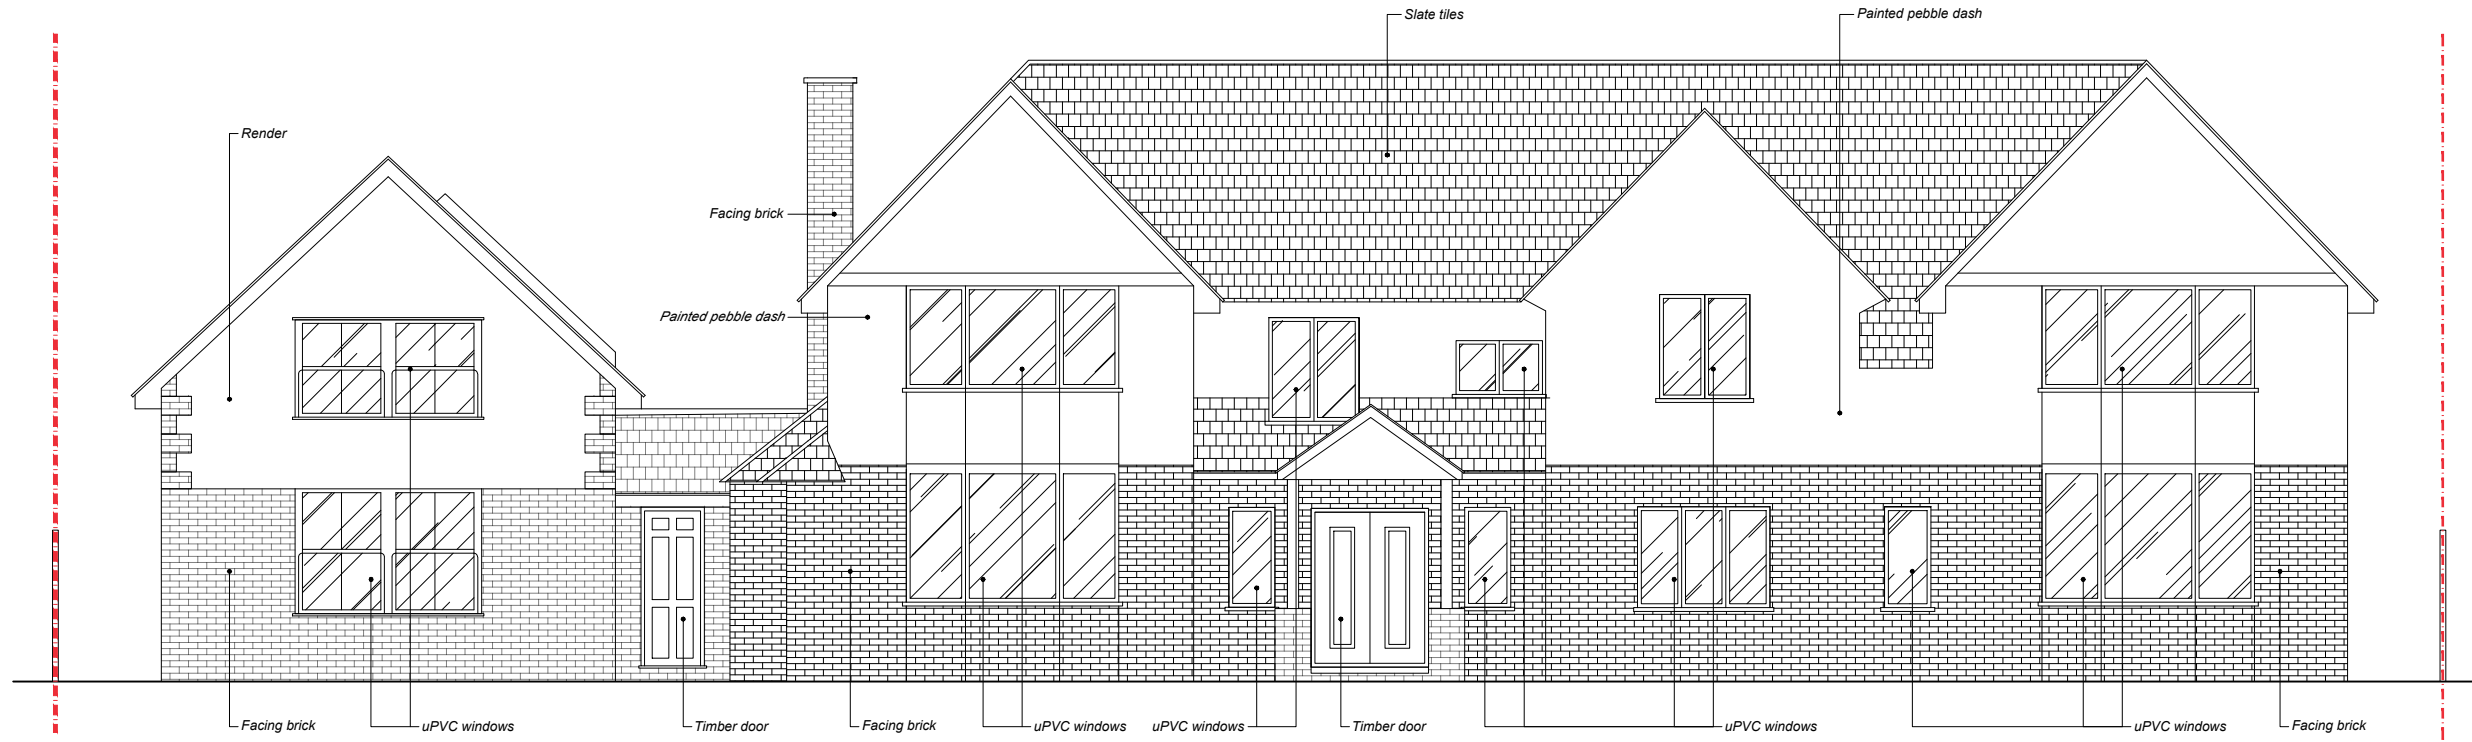 Slate tiles
Painted pebble dash
Render
Facing brick
Painted pebble dash
Facing brick
uPVC windows
Timber door
Facing brick
uPVC windows
uPVC windows
Timber door
uPVC windows
uPVC windows
Facing brick